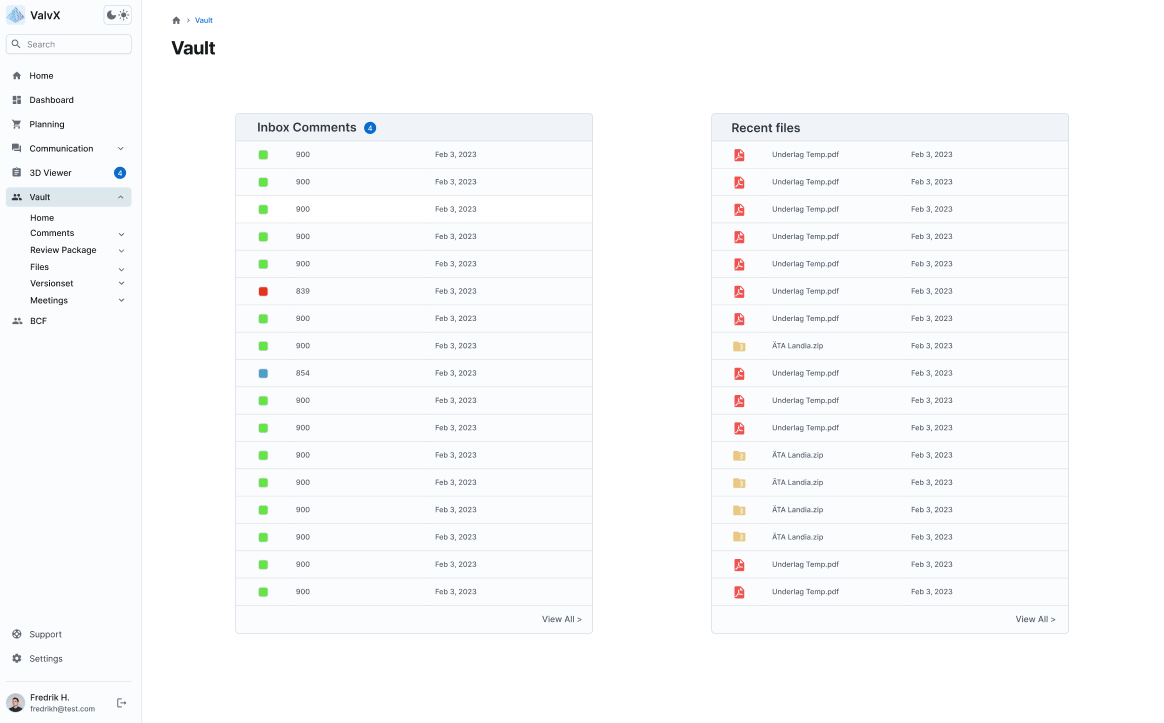 ValvX
Search
Home
Dashboard
Planning
Communication
3D Viewer 4
Vault
Home
Comments
Review Package
Files
Versionset
Meetings
BCF
Support
Settings
Fredrik H.
fredrikh@test.com
> Vault
Vault
Inbox Comments 4
900 Feb 3, 2023
900 Feb 3, 2023
900 Feb 3, 2023
900 Feb 3, 2023
900 Feb 3, 2023
839 Feb 3, 2023
900 Feb 3, 2023
900 Feb 3, 2023
854 Feb 3, 2023
900 Feb 3, 2023
900 Feb 3, 2023
900 Feb 3, 2023
900 Feb 3, 2023
900 Feb 3, 2023
900 Feb 3, 2023
900 Feb 3, 2023
900 Feb 3, 2023
View All >
Recent files
Underlag Temp.pdf Feb 3, 2023
Underlag Temp.pdf Feb 3, 2023
Underlag Temp.pdf Feb 3, 2023
Underlag Temp.pdf Feb 3, 2023
Underlag Temp.pdf Feb 3, 2023
Underlag Temp.pdf Feb 3, 2023
Underlag Temp.pdf Feb 3, 2023
ÄTA Landia.zip Feb 3, 2023
Underlag Temp.pdf Feb 3, 2023
Underlag Temp.pdf Feb 3, 2023
Underlag Temp.pdf Feb 3, 2023
ÄTA Landia.zip Feb 3, 2023
ÄTA Landia.zip Feb 3, 2023
ÄTA Landia.zip Feb 3, 2023
ÄTA Landia.zip Feb 3, 2023
Underlag Temp.pdf Feb 3, 2023
Underlag Temp.pdf Feb 3, 2023
View All >